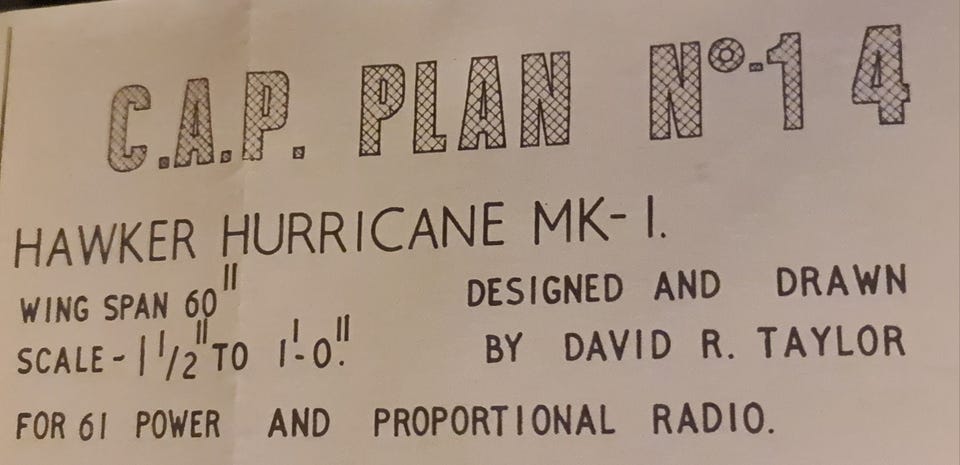 C.A.P. PLAN Nº-14
HAWKER HURRICANE MK-I.
WING SPAN 60"
SCALE - 1 1/2" TO 1'-0".
DESIGNED AND DRAWN
BY DAVID R. TAYLOR
FOR 61 POWER AND PROPORTIONAL RADIO.